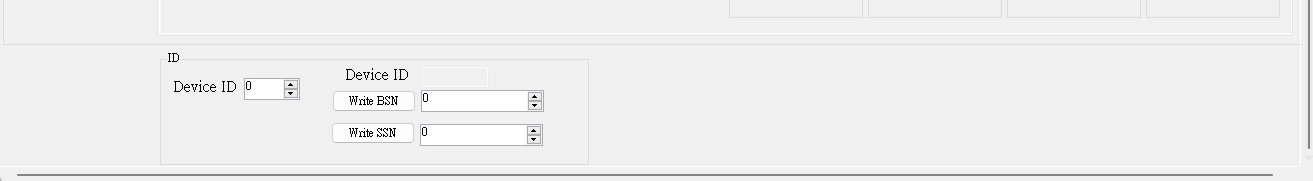 ID
Device ID 0
Device ID
Write BSN 0
Write SSN 0